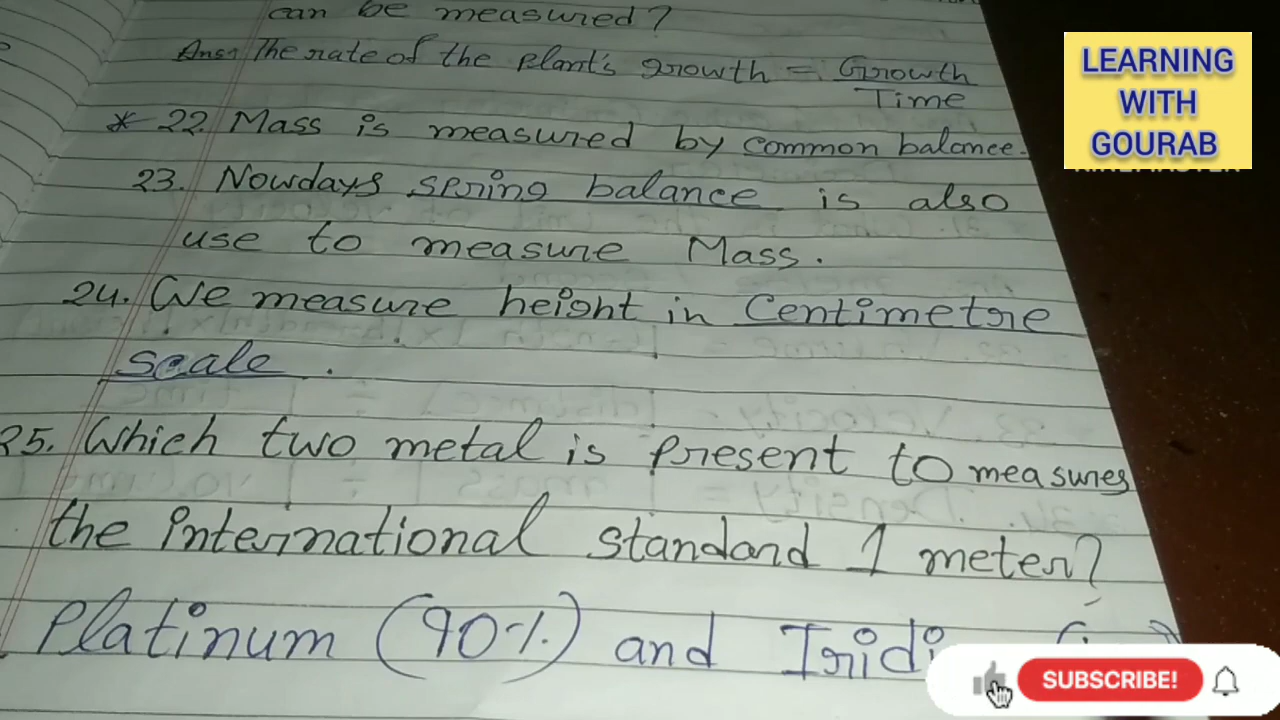 can be measured?
Ans: The rate of the plant's growth = Growth
Time
* 22. Mass is measured by common balance.
23. Nowdays spring balance is also
use to measure Mass.
24. We measure height in Centimetre
scale.
25. Which two metal is present to measures
the international standard 1 meter?
Platinum (90%) and
LEARNING
WITH
GOURAB
SUBSCRIBE!